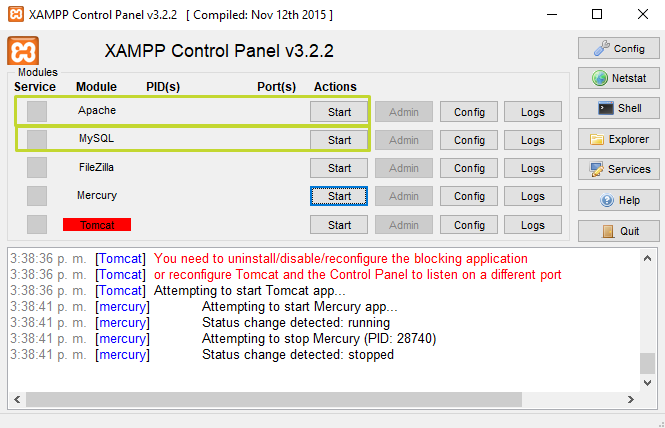 XAMPP Control Panel v3.2.2   [ Compiled: Nov 12th 2015 ]
XAMPP Control Panel v3.2.2
Config
Modules
Service Module PID(s) Port(s) Actions
Netstat
Apache Start Admin Config Logs
Shell
MySQL Start Admin Config Logs
Explorer
FileZilla Start Admin Config Logs
Services
Mercury Start Admin Config Logs
Help
Tomcat Start Admin Config Logs
Quit
3:38:36 p. m. [Tomcat] You need to uninstall/disable/reconfigure the blocking application
3:38:36 p. m. [Tomcat] or reconfigure Tomcat and the Control Panel to listen on a different port
3:38:36 p. m. [Tomcat] Attempting to start Tomcat app...
3:38:41 p. m. [mercury] Attempting to start Mercury app...
3:38:41 p. m. [mercury] Status change detected: running
3:38:41 p. m. [mercury] Attempting to stop Mercury (PID: 28740)
3:38:41 p. m. [mercury] Status change detected: stopped